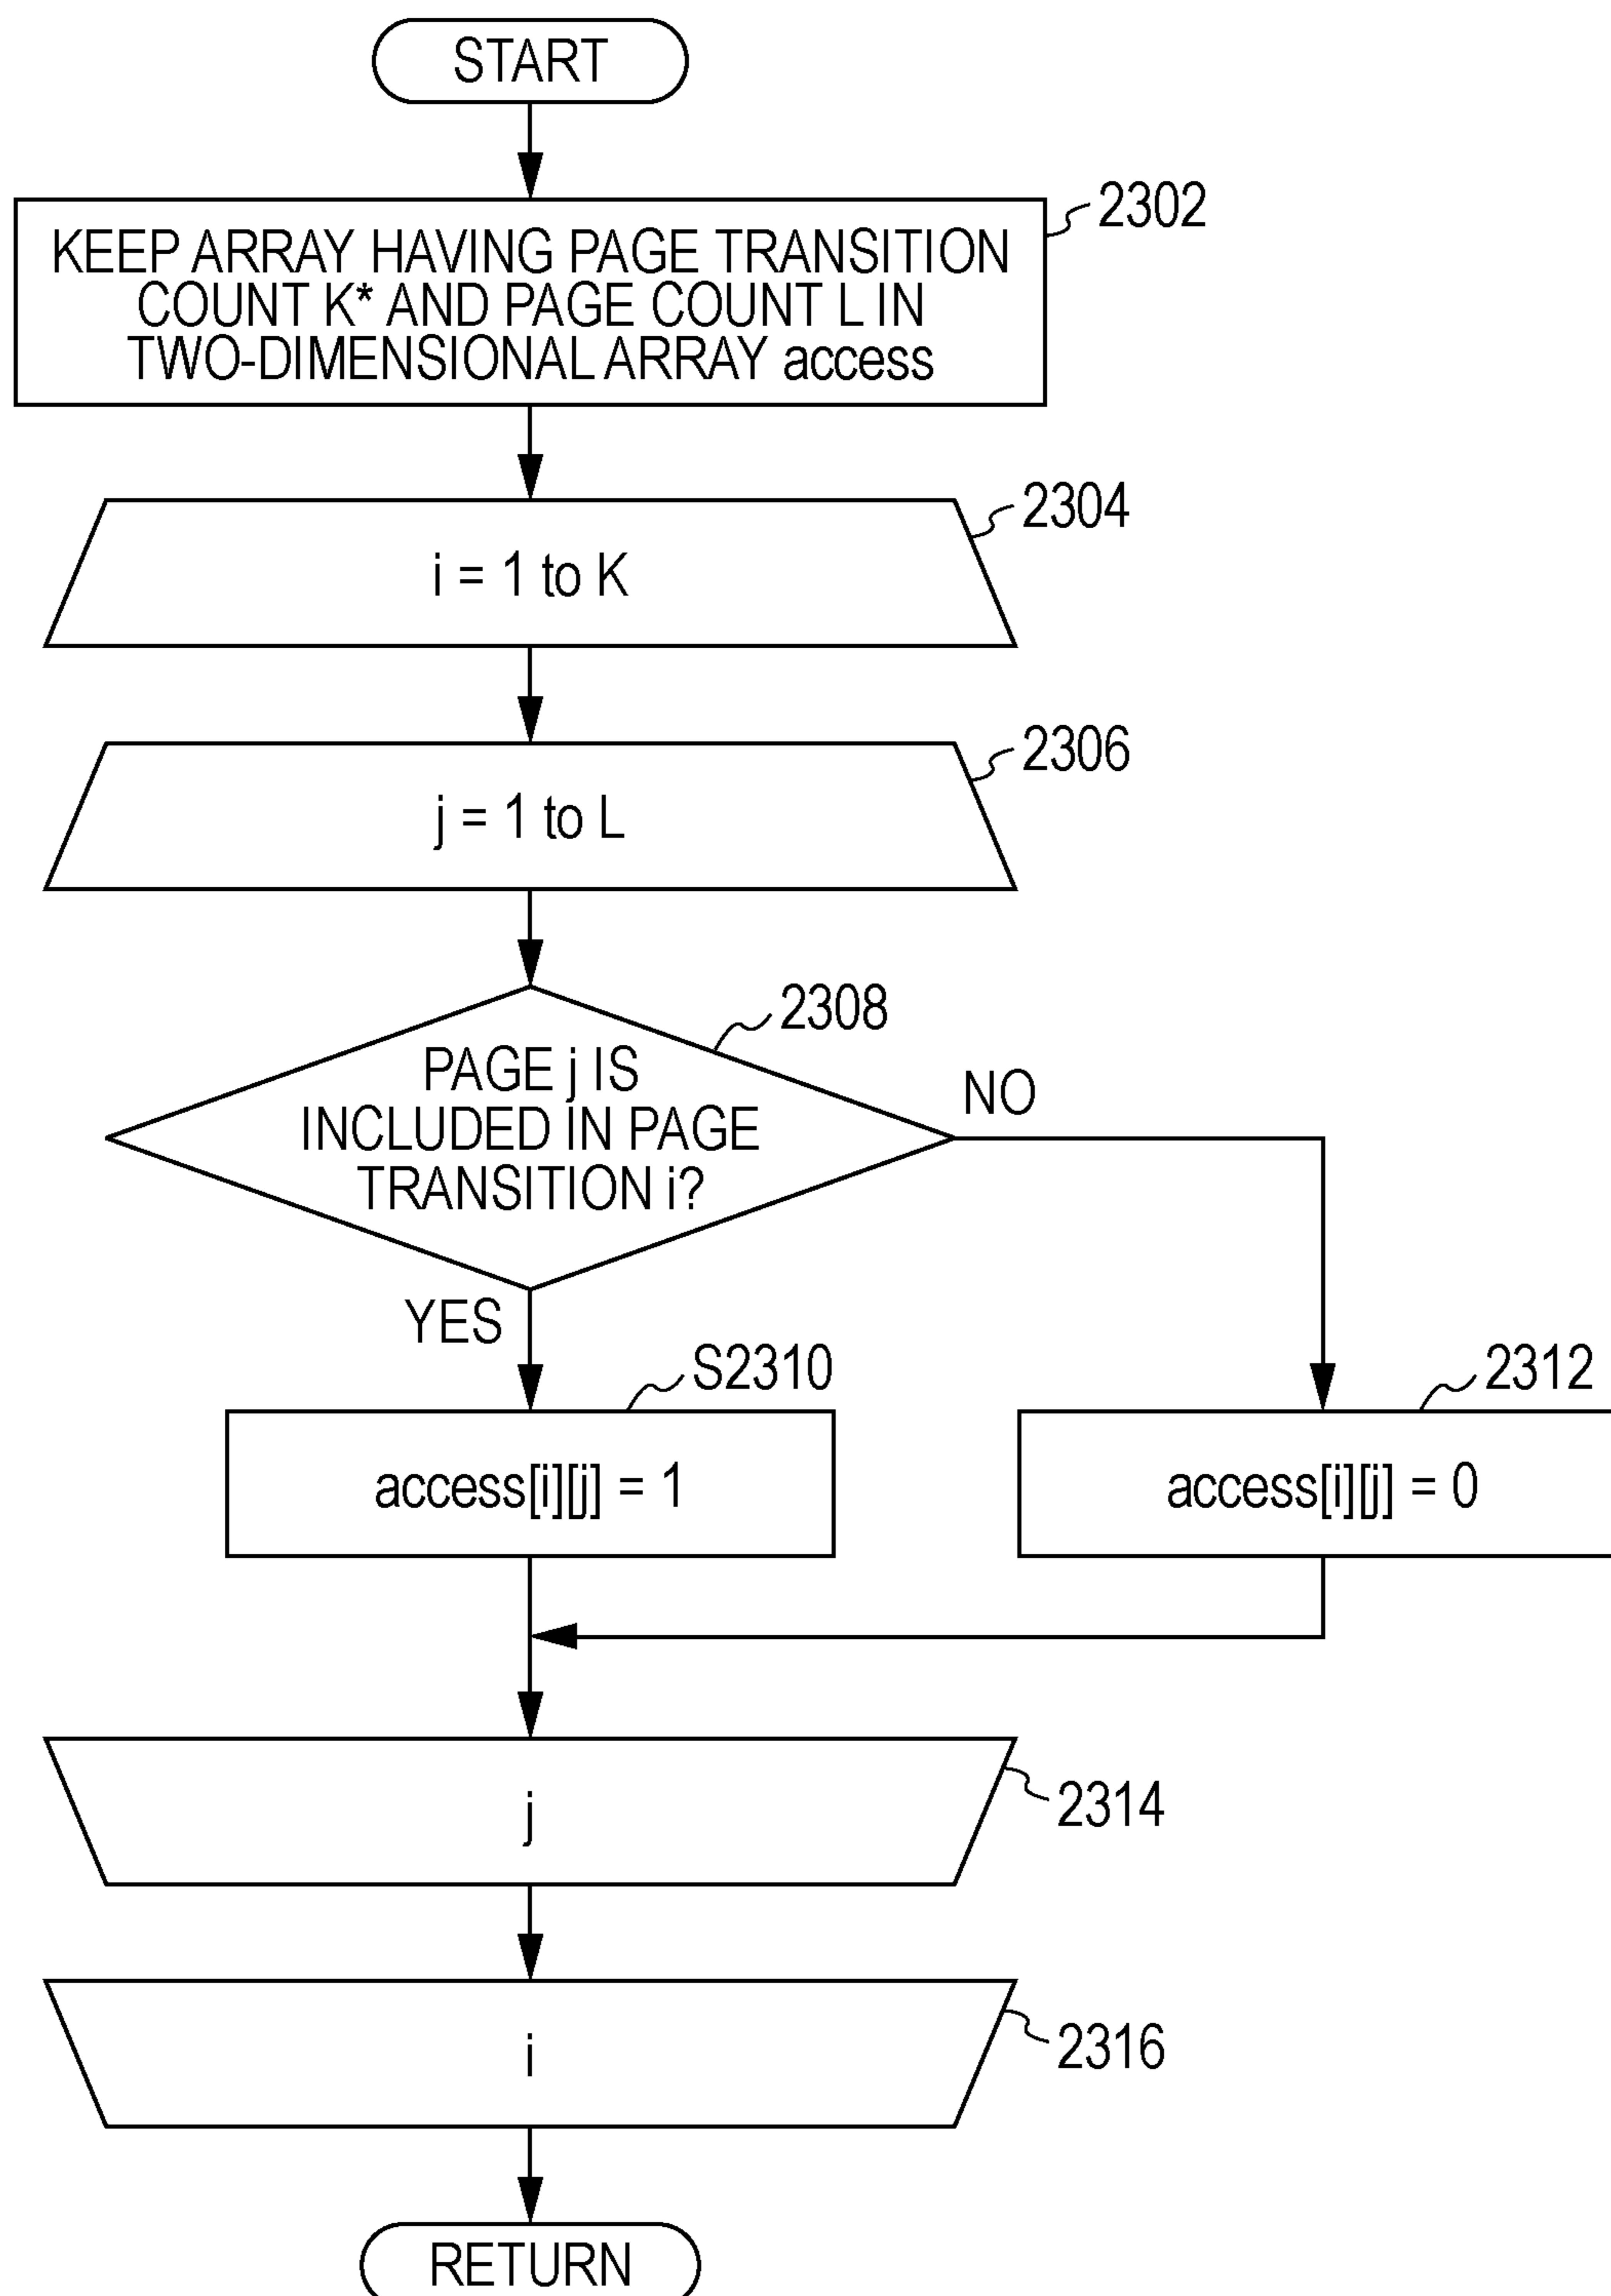 START
2302
KEEP ARRAY HAVING PAGE TRANSITION
COUNT K* AND PAGE COUNT L IN
TWO-DIMENSIONAL ARRAY access
2304
i = 1 to K
2306
j = 1 to L
2308
PAGE j IS
INCLUDED IN PAGE
TRANSITION i?
NO
YES
S2310
2312
access[i][j] = 1
access[i][j] = 0
j
2314
i
2316
RETURN